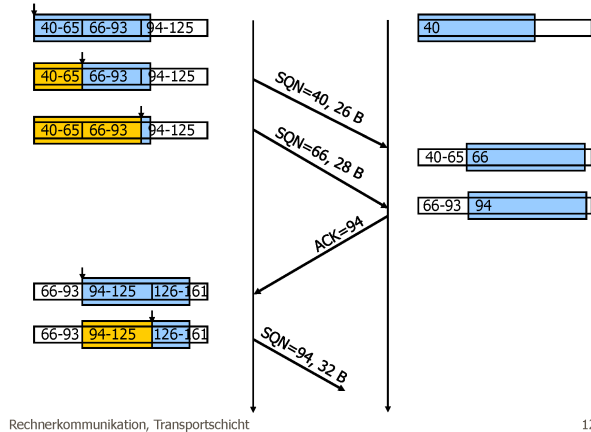 40-65 66-93 94-125
40
40-65 66-93 94-125
SQN=40, 26 B
40-65 66-93 94-125
SQN=66, 28 B
40-65 66
66-93 94
ACK=94
66-93 94-125 126-161
66-93 94-125 126-161
SQN=94, 32 B
Rechnerkommunikation, Transportschicht
12